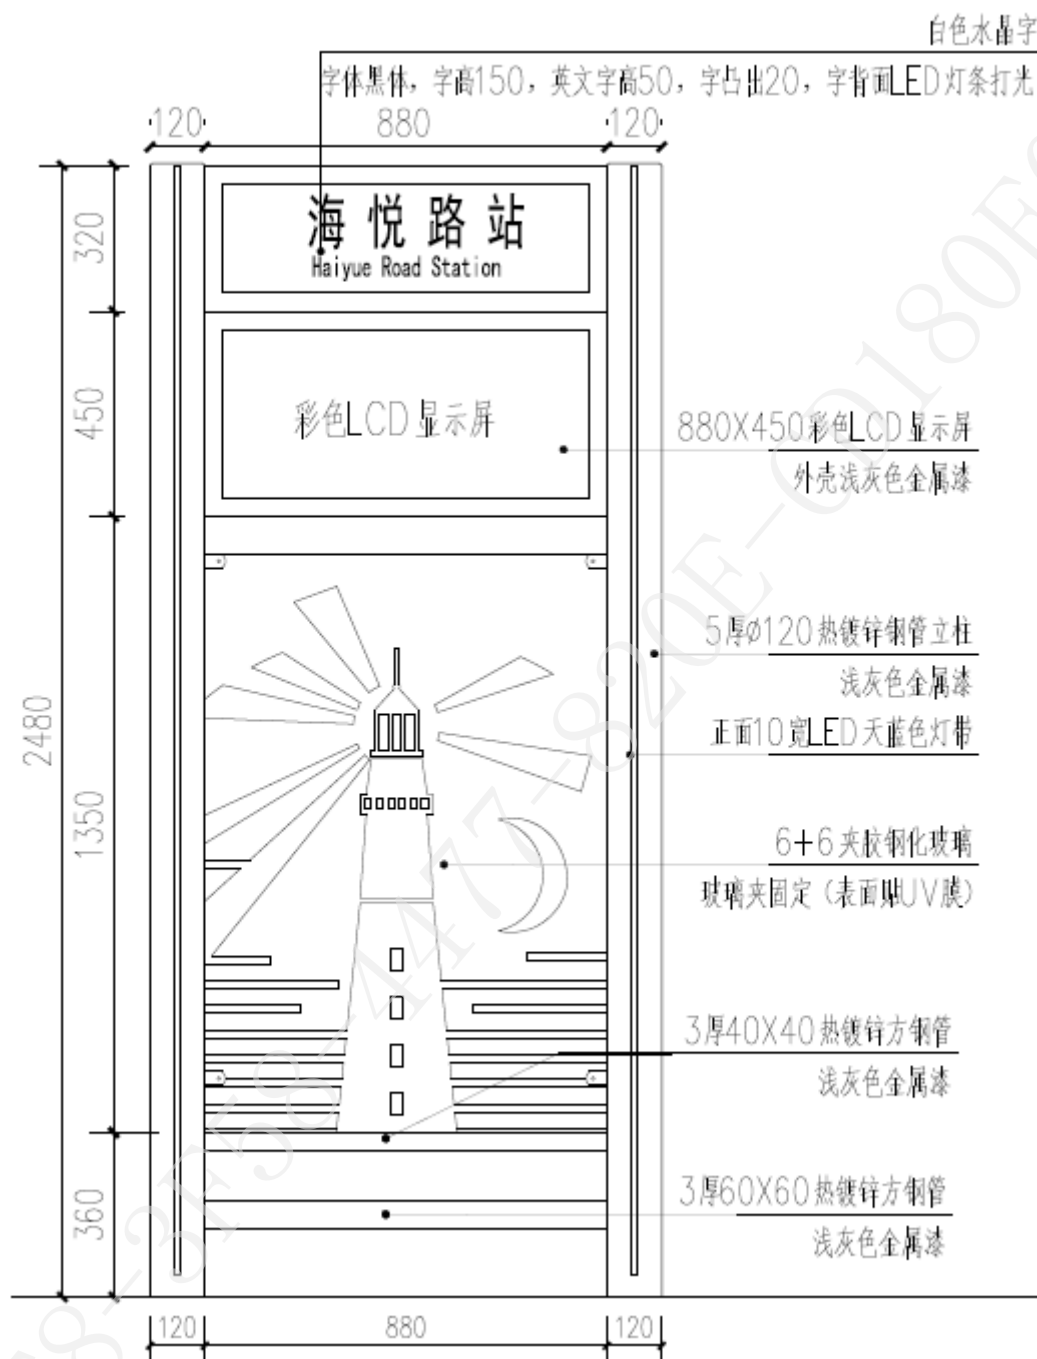 白色水晶字
字体黑体，字高150，英文字高50，字凸出20，字背面LED灯条打光
120
880
120
海悦路站
Haiyue Road Station
320
彩色LCD显示屏
450
880X450彩色LCD显示屏
外壳浅灰色金属漆
5厚ø120热镀锌钢管立柱
浅灰色金属漆
正面10宽LED天蓝色灯带
2480
1350
6+6夹胶钢化玻璃
玻璃夹固定（表面贴UV膜）
3厚40X40热镀锌方钢管
浅灰色金属漆
3厚60X60热镀锌方钢管
浅灰色金属漆
360
120
880
120
8-3F58-4477-820E-0D180F